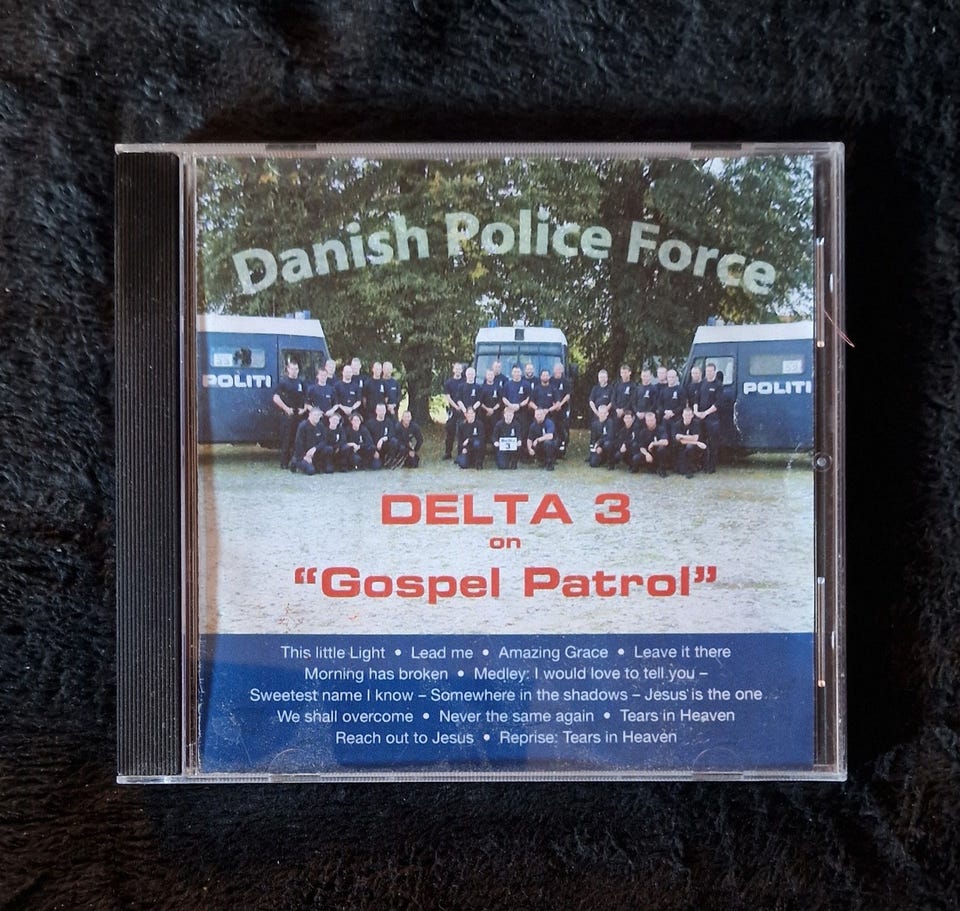 Danish Police Force
POLITI
POLITI
DELTA
3
DELTA 3
on
“Gospel Patrol”
This little Light • Lead me • Amazing Grace • Leave it there
Morning has broken • Medley: I would love to tell you –
Sweetest name I know – Somewhere in the shadows – Jesus is the one
We shall overcome • Never the same again • Tears in Heaven
Reach out to Jesus • Reprise: Tears in Heaven